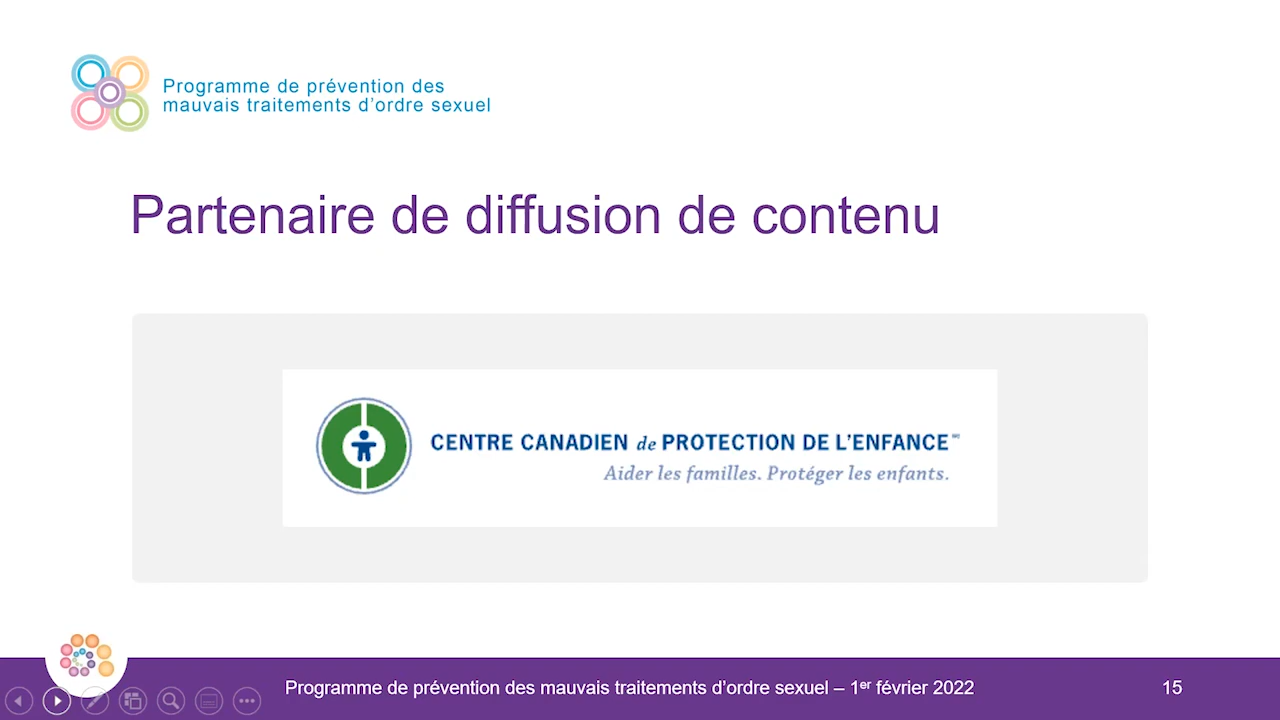 Programme de prévention des
mauvais traitements d’ordre sexuel
Partenaire de diffusion de contenu
CENTRE CANADIEN de PROTECTION DE L’ENFANCE
Aider les familles. Protéger les enfants.
Programme de prévention des mauvais traitements d’ordre sexuel – 1er février 2022
15